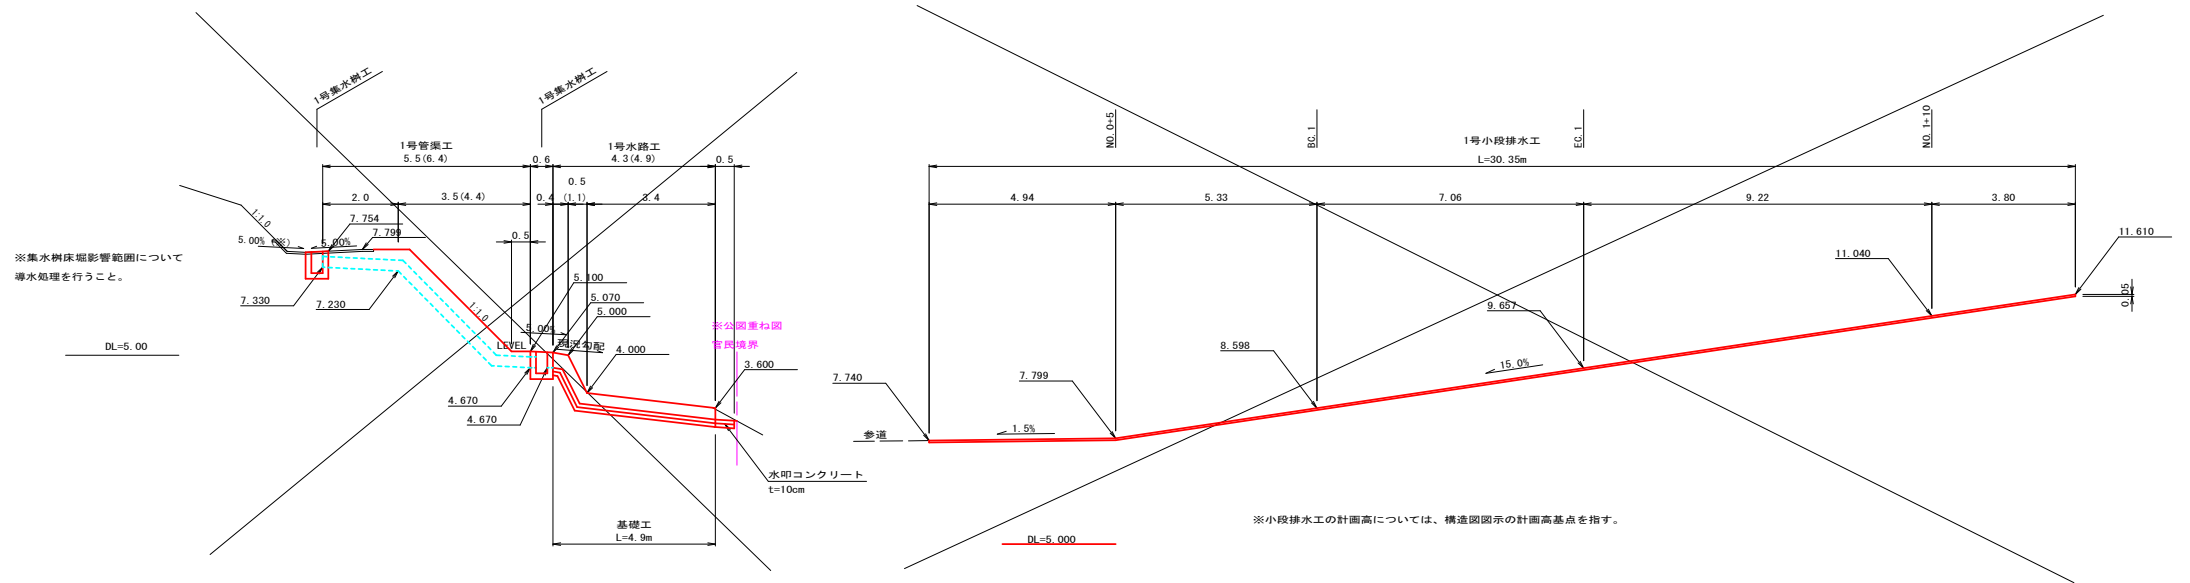 1号集水桝工
1号集水桝工
1号管渠工
5.5(6.4)
0.6
1号水路工
4.3(4.9)
0.5
0.5
2.0
3.5(4.4)
0.4
(1.1)
3.4
1:1.0
7.754
7.799
5.00%
(※)
5.00%
0.5
※集水桝床堀影響範囲について
導水処理を行うこと。
7.330
7.230
1:1.0
5.100
5.070
5.000
5.00%
LEVEL
現況勾配
4.000
3.600
※公図重ね図
官民境界
DL=5.00
4.670
4.670
水叩コンクリート
t=10cm
基礎工
L=4.9m
NO.0+5
BC.1
EC.1
NO.1+10
1号小段排水工
L=30.35m
4.94
5.33
7.06
9.22
3.80
11.610
11.040
0.05
9.657
8.598
15.0%
7.740
7.799
参道
1.5%
※小段排水工の計画高については、構造図図示の計画高基点を指す。
DL=5.000